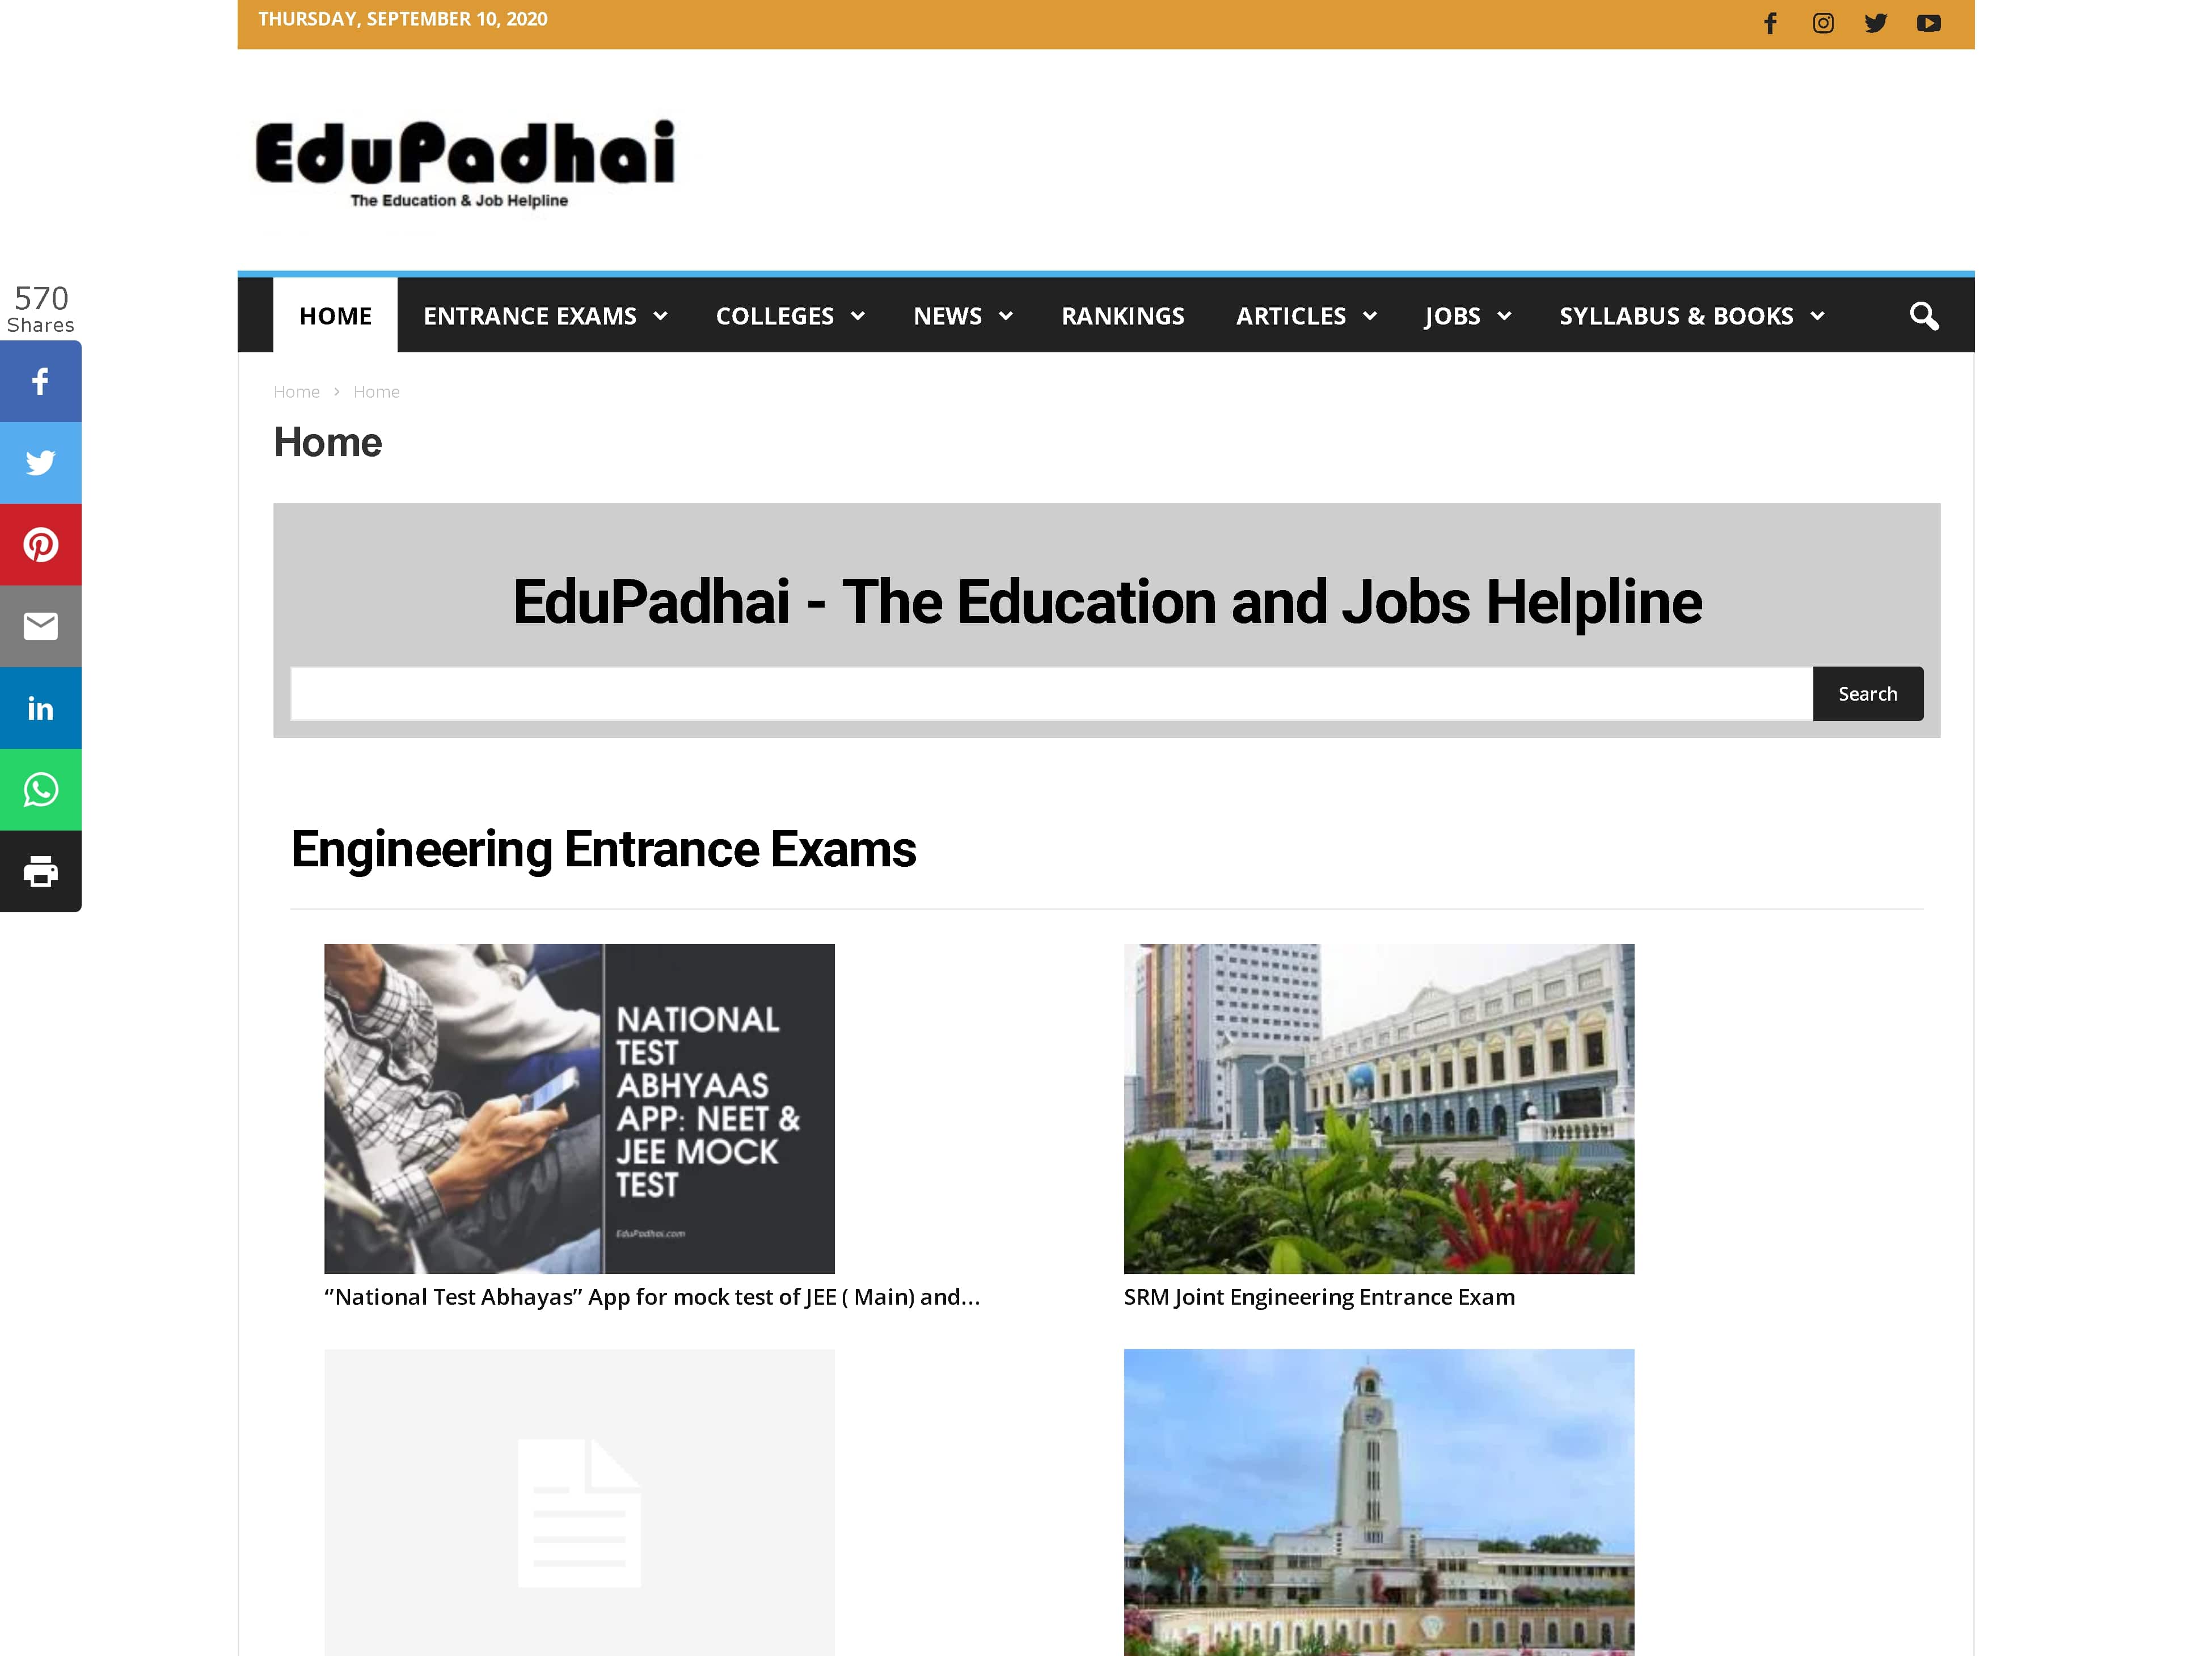 THURSDAY, SEPTEMBER 10, 2020
EduPadhai
The Education & Job Helpline
570
Shares
HOME ENTRANCE EXAMS COLLEGES NEWS RANKINGS ARTICLES JOBS SYLLABUS & BOOKS
Home > Home
Home
EduPadhai - The Education and Jobs Helpline
Search
Engineering Entrance Exams
NATIONAL
TEST
ABHYAAS
APP: NEET &
JEE MOCK
TEST
EduPadhai.com
“National Test Abhayas” App for mock test of JEE ( Main) and...
SRM Joint Engineering Entrance Exam